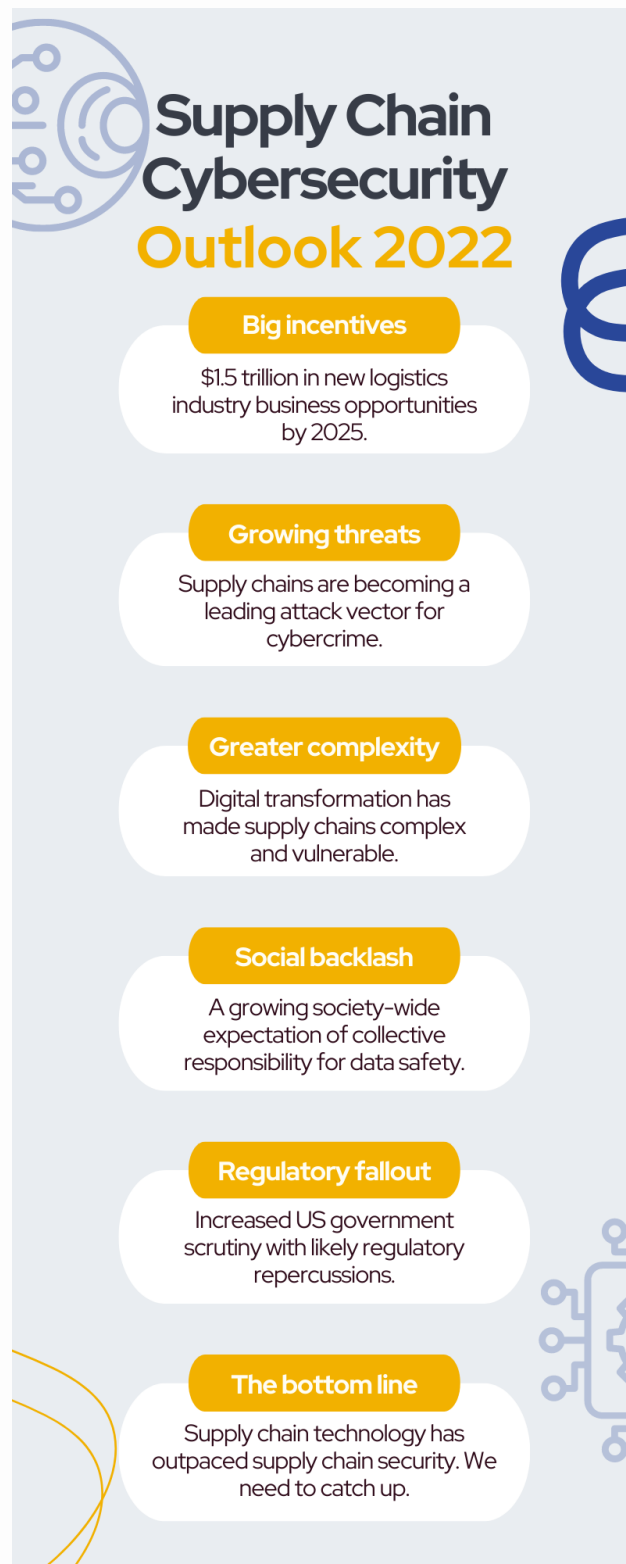 Supply Chain
Cybersecurity
Outlook 2022
Big incentives
$1.5 trillion in new logistics
industry business opportunities
by 2025.
Growing threats
Supply chains are becoming a
leading attack vector for
cybercrime.
Greater complexity
Digital transformation has
made supply chains complex
and vulnerable.
Social backlash
A growing society-wide
expectation of collective
responsibility for data safety.
Regulatory fallout
Increased US government
scrutiny with likely regulatory
repercussions.
The bottom line
Supply chain technology has
outpaced supply chain security. We
need to catch up.